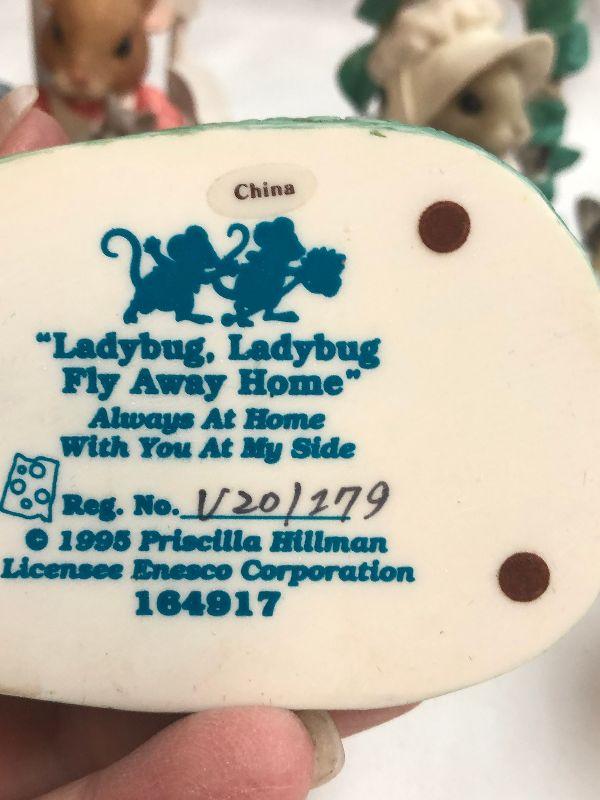 China
“Ladybug, Ladybug
Fly Away Home”
Always At Home
With You At My Side
Reg. No. V20/279
© 1995 Priscilla Hillman
Licensee Enesco Corporation
164917